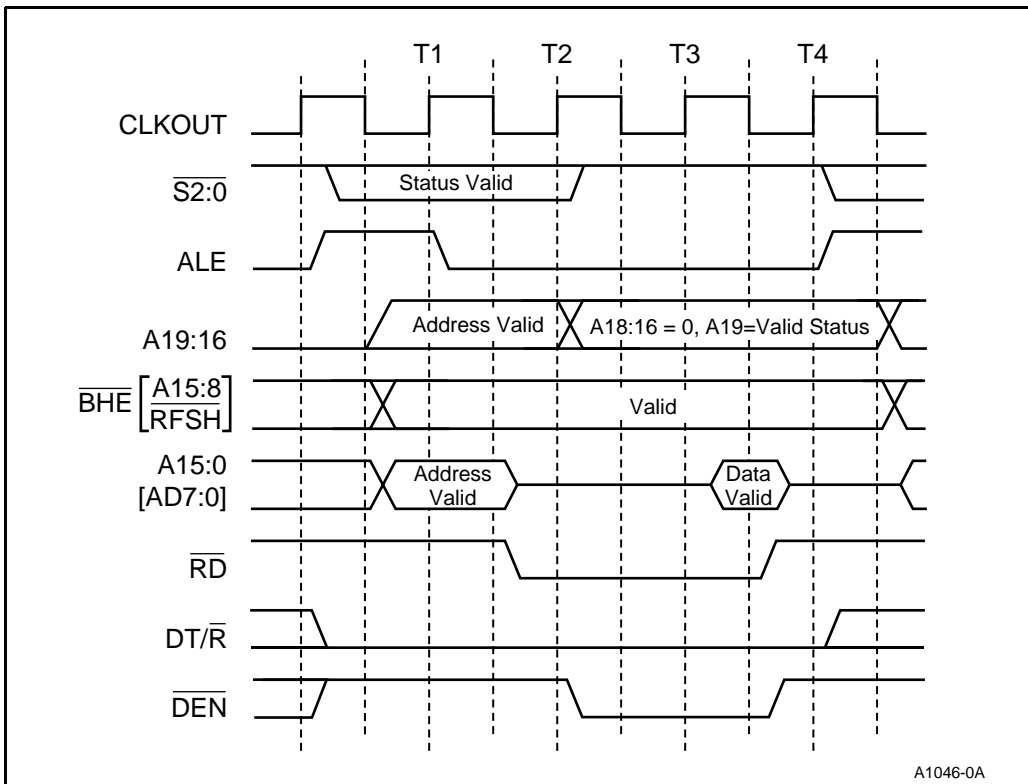 T1 T2 T3 T4
CLKOUT
S2:0
Status Valid
ALE
A19:16
Address Valid
A18:16 = 0, A19=Valid Status
BHE [A15:8
RFSH]
Valid
A15:0
[AD7:0]
Address
Valid
Data
Valid
RD
DT/R
DEN
A1046-0A